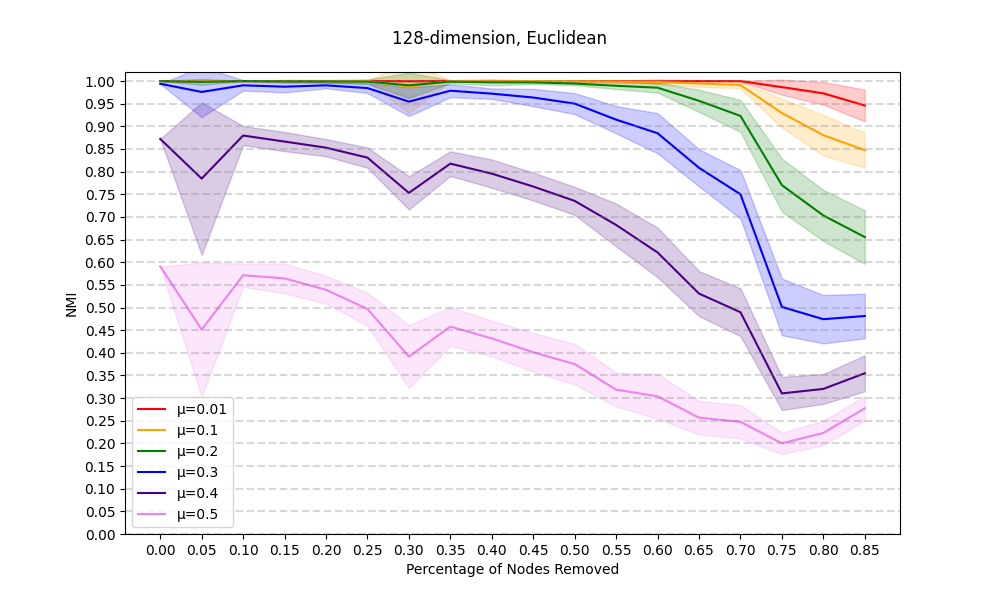 128-dimension, Euclidean
1.00
0.95
0.90
0.85
0.80
0.75
0.70
0.65
0.60
0.55
0.50
0.45
0.40
0.35
0.30
0.25
0.20
0.15
0.10
0.05
0.00
NMI
μ=0.01
μ=0.1
μ=0.2
μ=0.3
μ=0.4
μ=0.5
0.00 0.05 0.10 0.15 0.20 0.25 0.30 0.35 0.40 0.45 0.50 0.55 0.60 0.65 0.70 0.75 0.80 0.85
Percentage of Nodes Removed